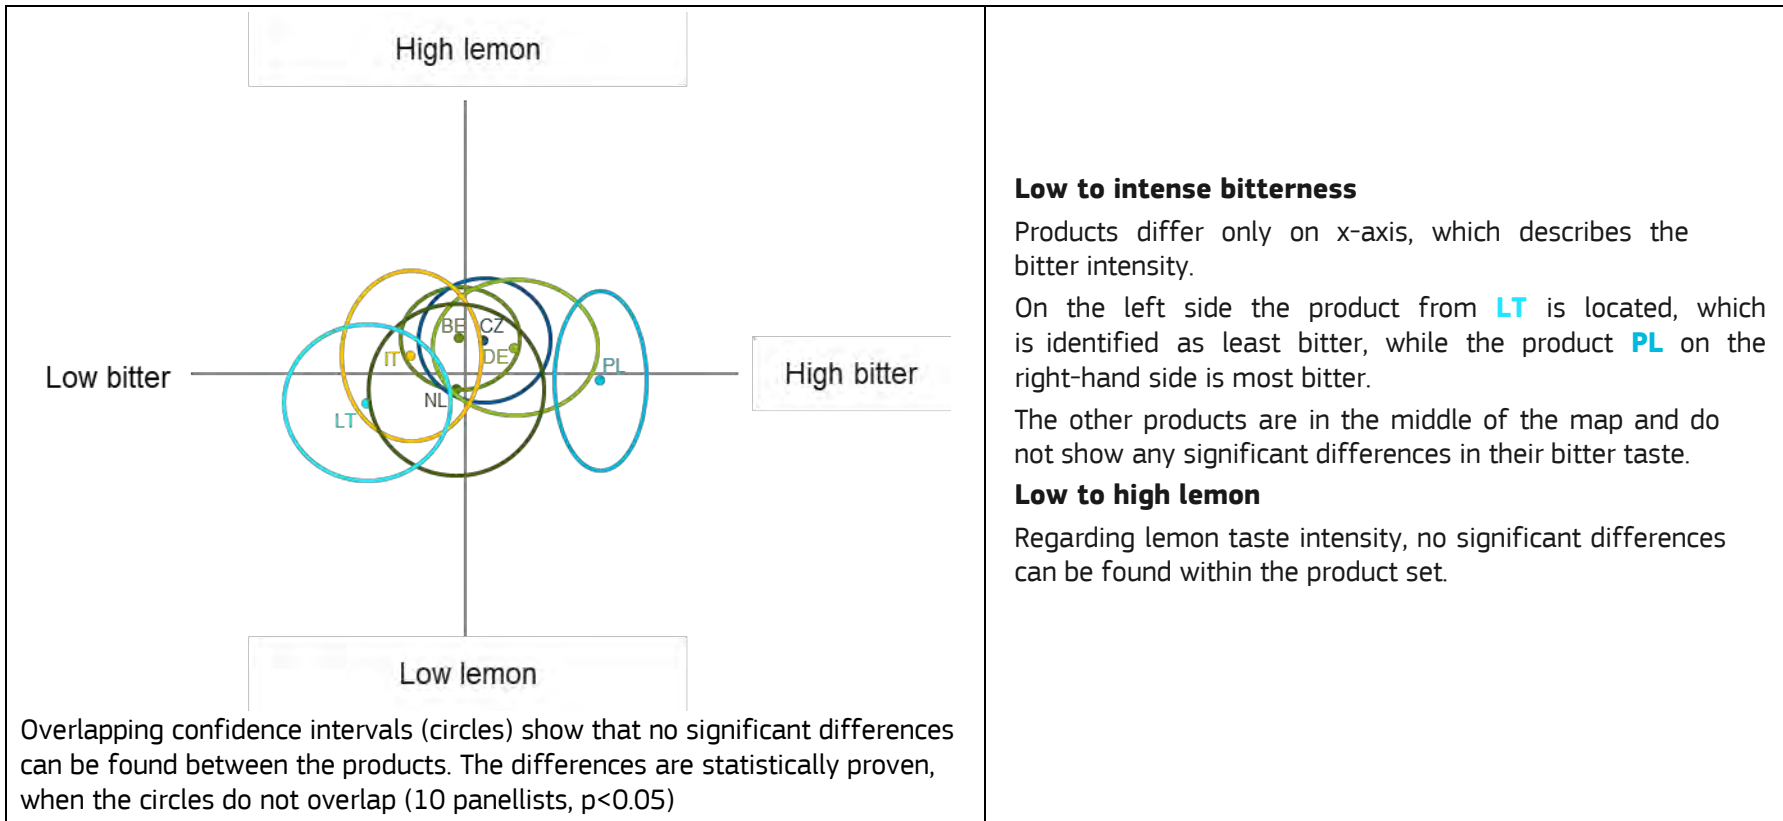 High lemon
BE
CZ
IT
DE
PL
Low bitter
High bitter
NL
LT
Low lemon
Overlapping confidence intervals (circles) show that no significant differences
can be found between the products. The differences are statistically proven,
when the circles do not overlap (10 panellists, p<0.05)
Low to intense bitterness
Products differ only on x-axis, which describes the
bitter intensity.
On the left side the product from LT is located, which
is identified as least bitter, while the product PL on the
right-hand side is most bitter.
The other products are in the middle of the map and do
not show any significant differences in their bitter taste.
Low to high lemon
Regarding lemon taste intensity, no significant differences
can be found within the product set.